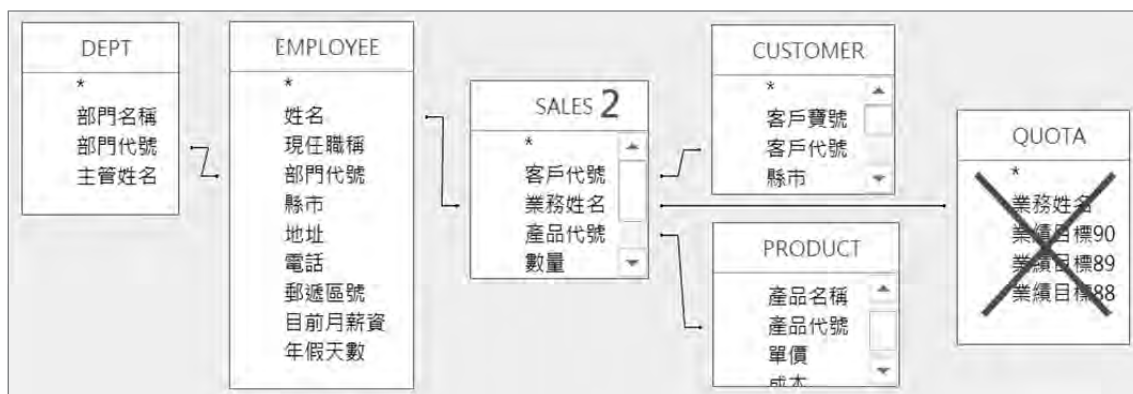 DEPT
*
部門名稱
部門代號
主管姓名
EMPLOYEE
*
姓名
現任職稱
部門代號
縣市
地址
電話
郵遞區號
目前月薪資
年假天數
SALES 2
*
客戶代號
業務姓名
產品代號
數量
CUSTOMER
*
客戶寶號
客戶代號
縣市
PRODUCT
產品名稱
產品代號
單價
成本
QUOTA
*
業務姓名
業績目標90
業績目標89
業績目標88